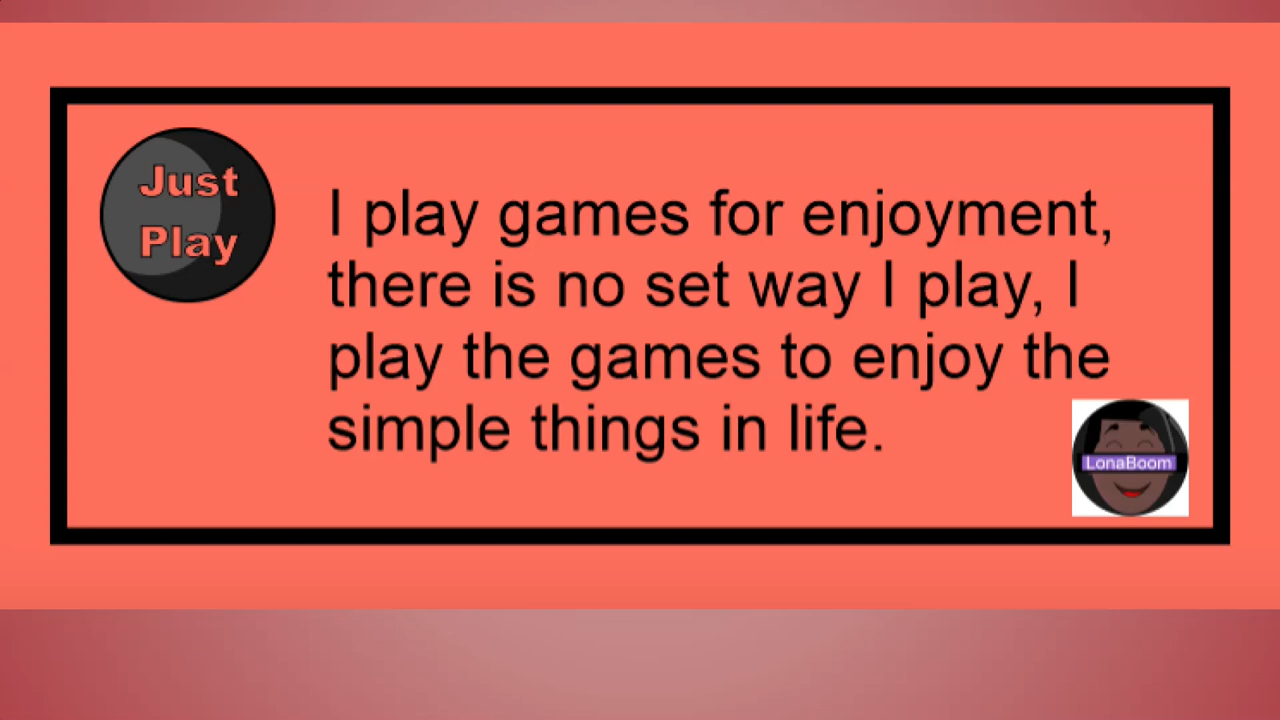 Just
Play
I play games for enjoyment,
there is no set way I play, I
play the games to enjoy the
simple things in life.
LonaBoom